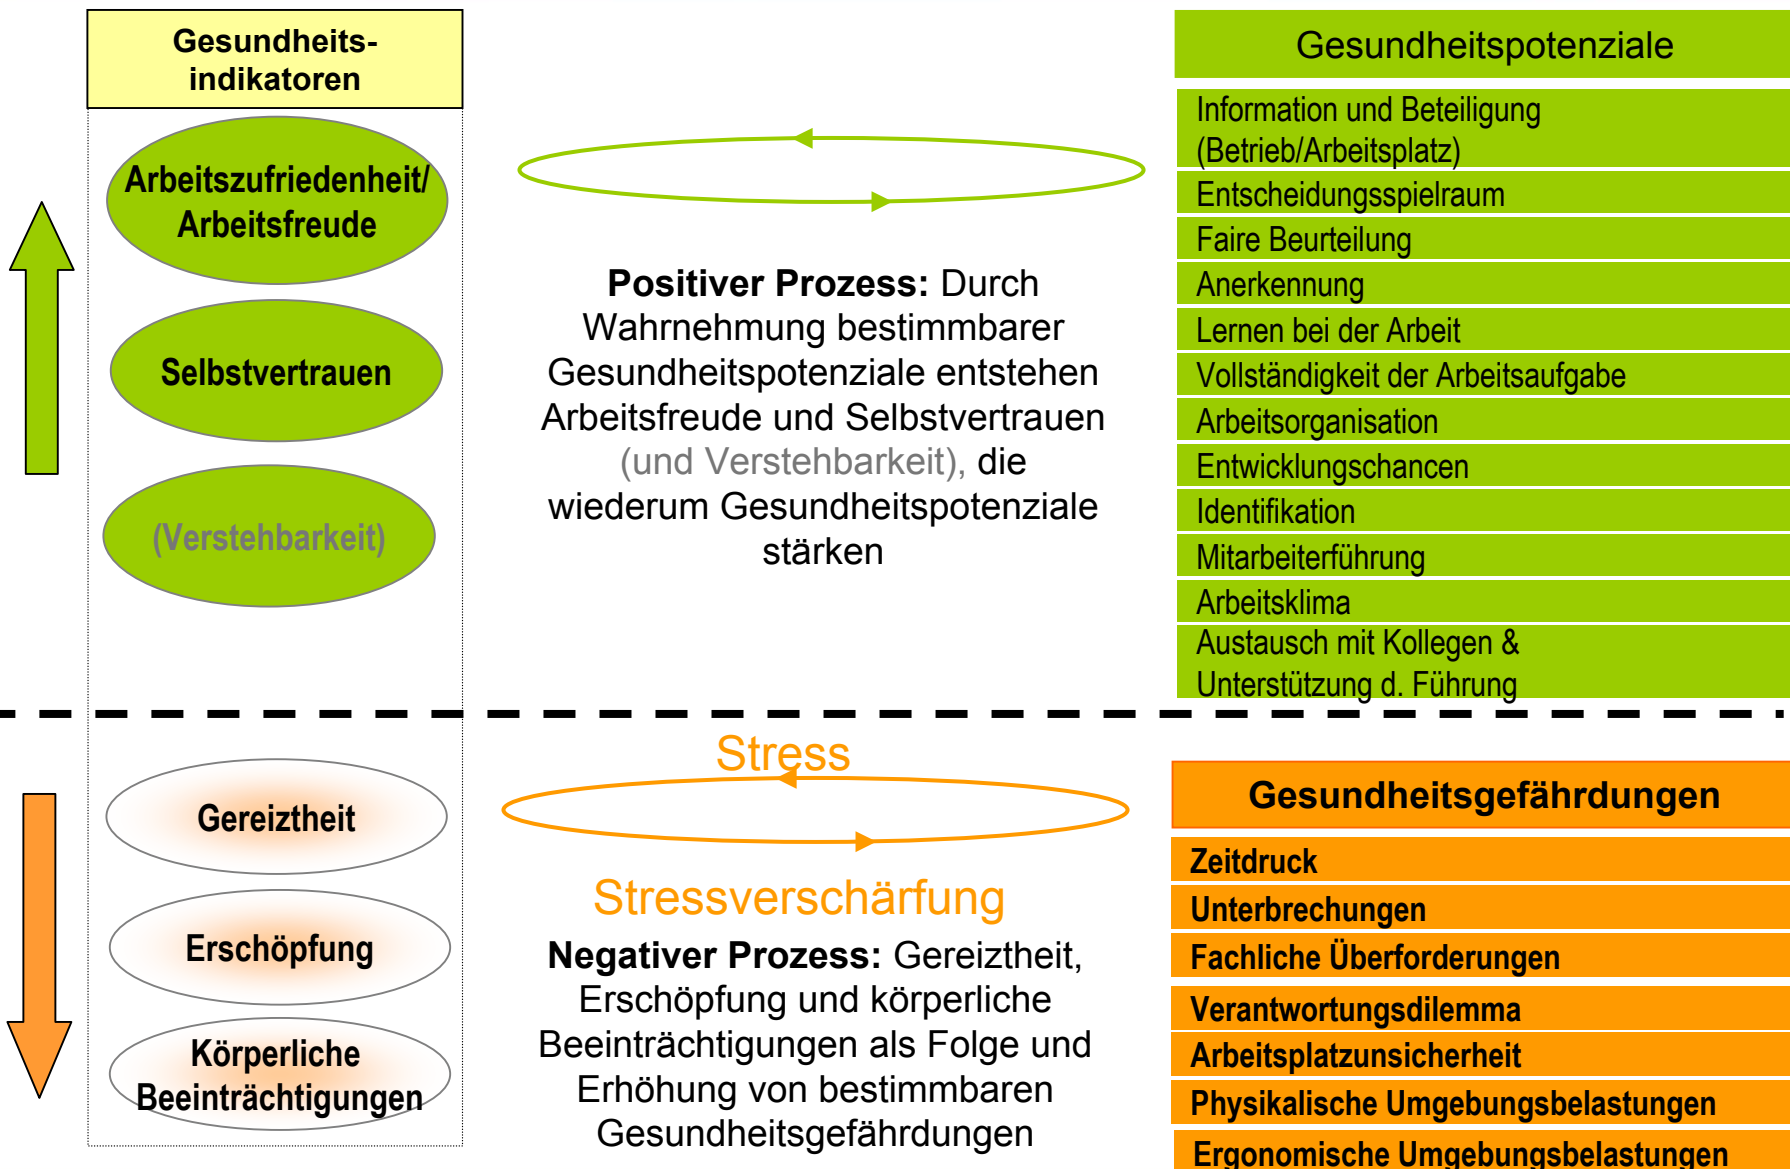 Gesundheits-
indikatoren
Arbeitszufriedenheit/
Arbeitsfreude
Selbstvertrauen
(Verstehbarkeit)
Positiver Prozess: Durch
Wahrnehmung bestimmbarer
Gesundheitspotenziale entstehen
Arbeitsfreude und Selbstvertrauen
(und Verstehbarkeit), die
wiederum Gesundheitspotenziale
stärken
Gesundheitspotenziale
Information und Beteiligung
(Betrieb/Arbeitsplatz)
Entscheidungsspielraum
Faire Beurteilung
Anerkennung
Lernen bei der Arbeit
Vollständigkeit der Arbeitsaufgabe
Arbeitsorganisation
Entwicklungschancen
Identifikation
Mitarbeiterführung
Arbeitsklima
Austausch mit Kollegen &
Unterstützung d. Führung
Gereiztheit
Erschöpfung
Körperliche
Beeinträchtigungen
Stress
Stressverschärfung
Negativer Prozess: Gereiztheit,
Erschöpfung und körperliche
Beeinträchtigungen als Folge und
Erhöhung von bestimmbaren
Gesundheitsgefährdungen
Gesundheitsgefährdungen
Zeitdruck
Unterbrechungen
Fachliche Überforderungen
Verantwortungsdilemma
Arbeitsplatzunsicherheit
Physikalische Umgebungsbelastungen
Ergonomische Umgebungsbelastungen